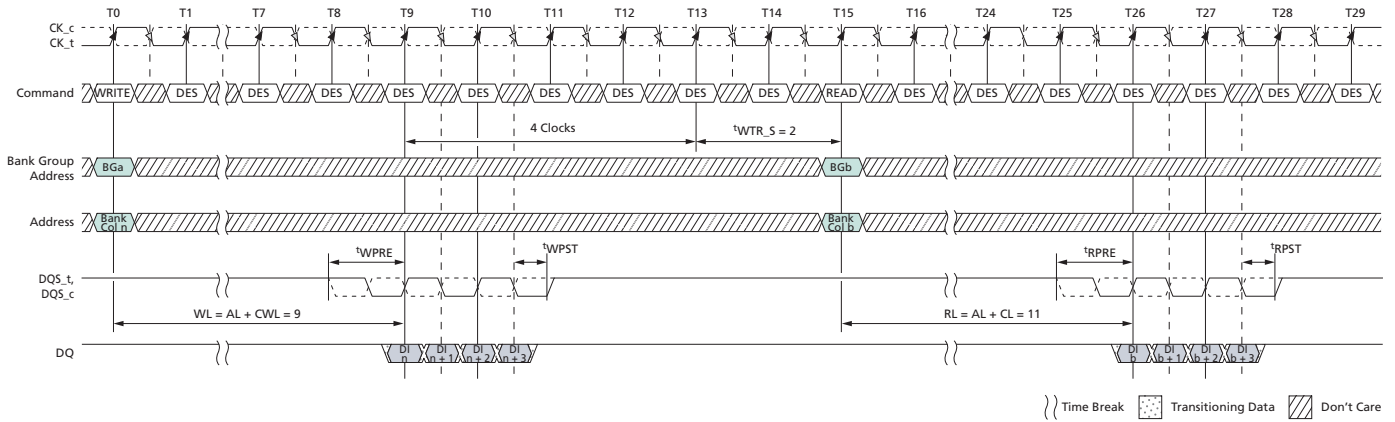 T0 T1 T7 T8 T9 T10 T11 T12 T13 T14 T15 T16 T24 T25 T26 T27 T28 T29
CK_c
CK_t
Command WRITE DES DES DES DES DES DES DES DES DES READ DES DES DES DES DES DES DES
4 Clocks tWTR_S = 2
Bank Group
Address
BGa BGb
Address
Bank
Col n
Bank
Col b
tWPRE tWPST tRPRE tRPST
DQS_t,
DQS_c
WL = AL + CWL = 9 RL = AL + CL = 11
DQ
DI
n
DI
n + 1
DI
n + 2
DI
n + 3
DI
b
DI
b + 1
DI
b + 2
DI
b + 3
Time Break Transitioning Data Don't Care